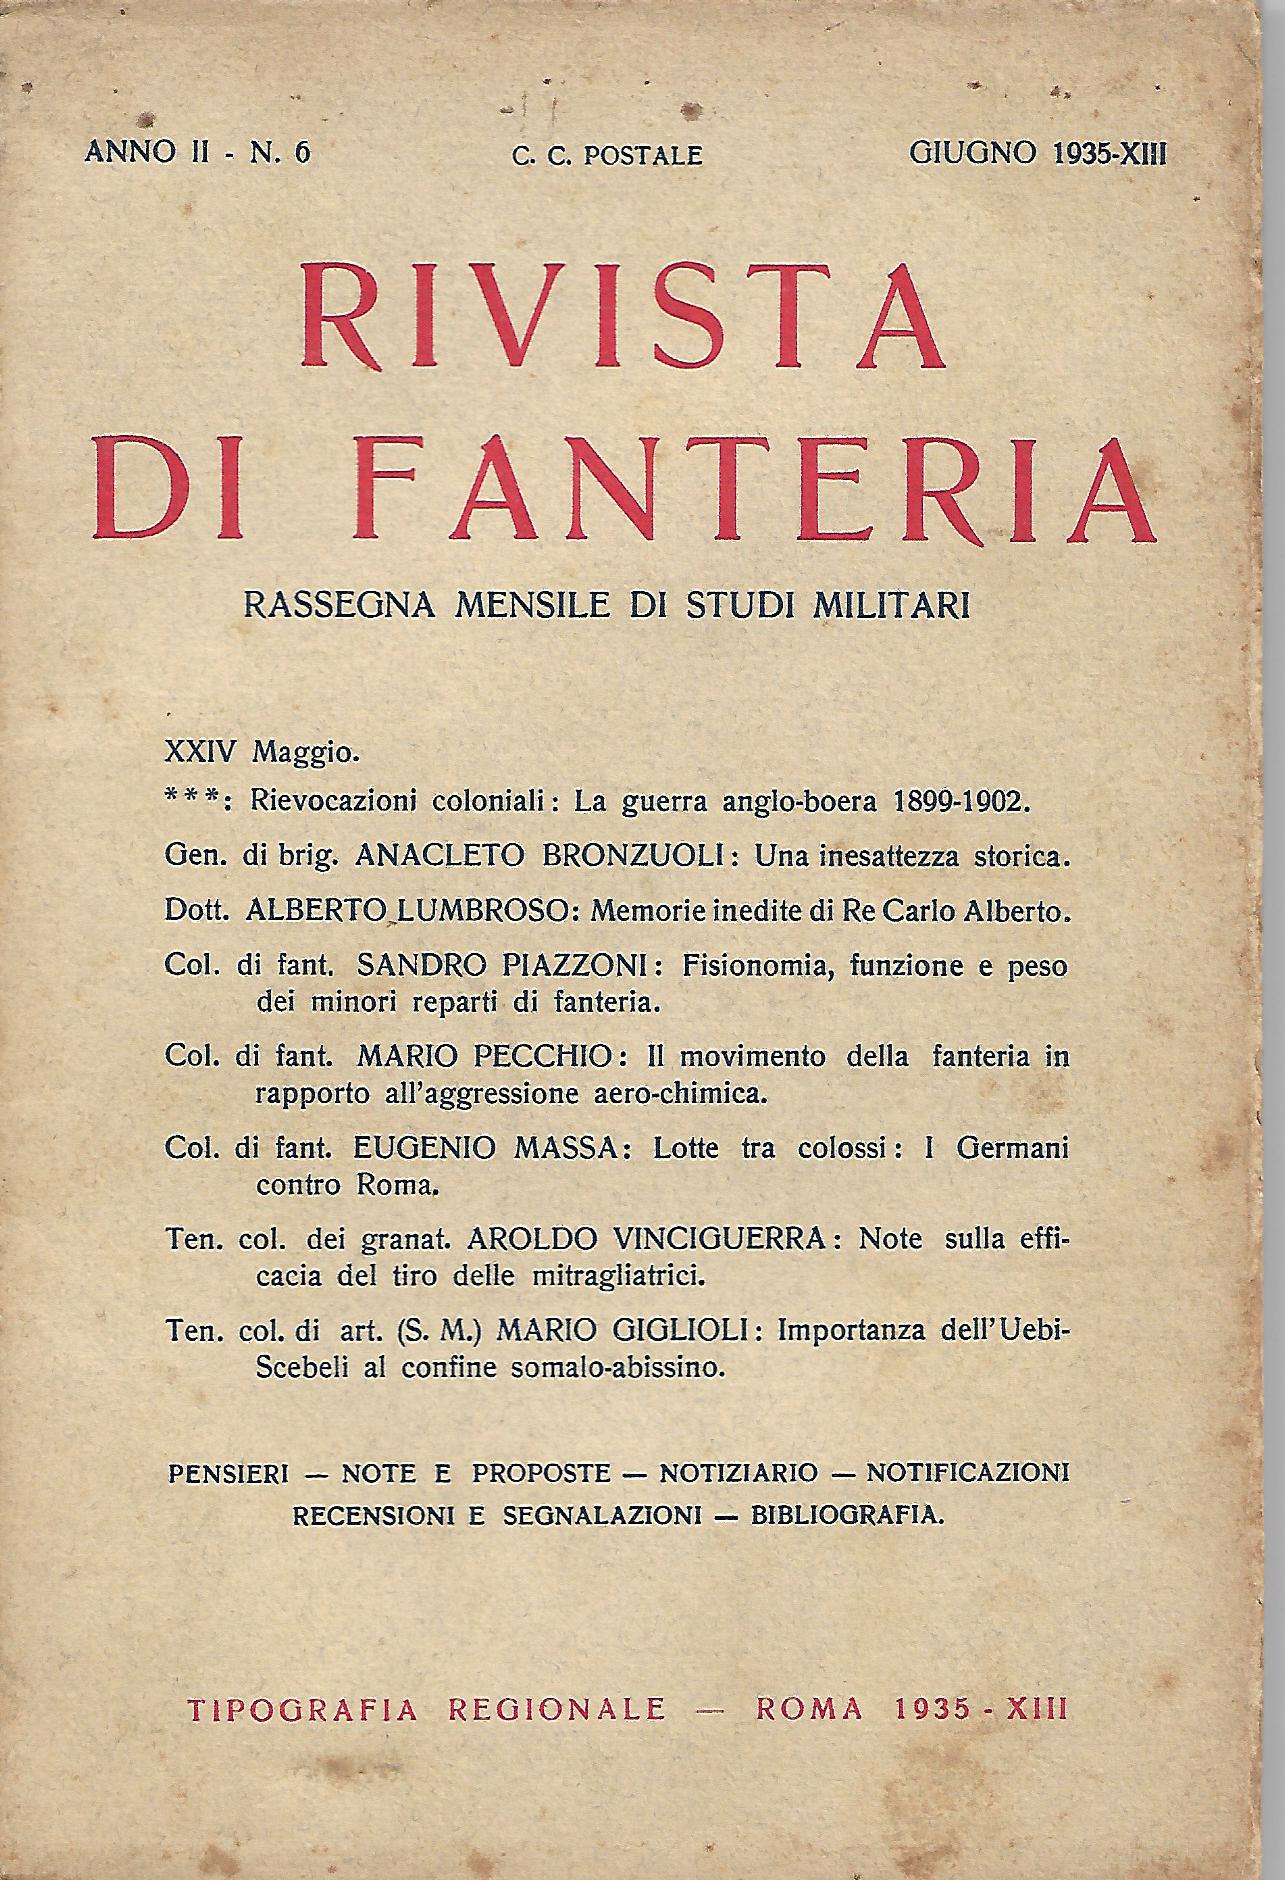 ANNO II - N. 6 C. C. POSTALE GIUGNO 1935-XIII
RIVISTA
DI FANTERIA
RASSEGNA MENSILE DI STUDI MILITARI
XXIV Maggio.
***: Rievocazioni coloniali: La guerra anglo-boera 1899-1902.
Gen. di brig. ANACLETO BRONZUOLI: Una inesattezza storica.
Dott. ALBERTO LUMBROSO: Memorie inedite di Re Carlo Alberto.
Col. di fant. SANDRO PIAZZONI: Fisionomia, funzione e peso
dei minori reparti di fanteria.
Col. di fant. MARIO PECCHIO: Il movimento della fanteria in
rapporto all'aggressione aero-chimica.
Col. di fant. EUGENIO MASSA: Lotte tra colossi: I Germani
contro Roma.
Ten. col. dei granat. AROLDO VINCIGUERRA: Note sulla effi-
cacia del tiro delle mitragliatrici.
Ten. col. di art. (S. M.) MARIO GIGLIOLI: Importanza dell'Uebi-
Scebeli al confine somalo-abissino.
PENSIERI — NOTE E PROPOSTE — NOTIZIARIO — NOTIFICAZIONI
RECENSIONI E SEGNALAZIONI — BIBLIOGRAFIA.
TIPOGRAFIA REGIONALE — ROMA 1935 - XIII